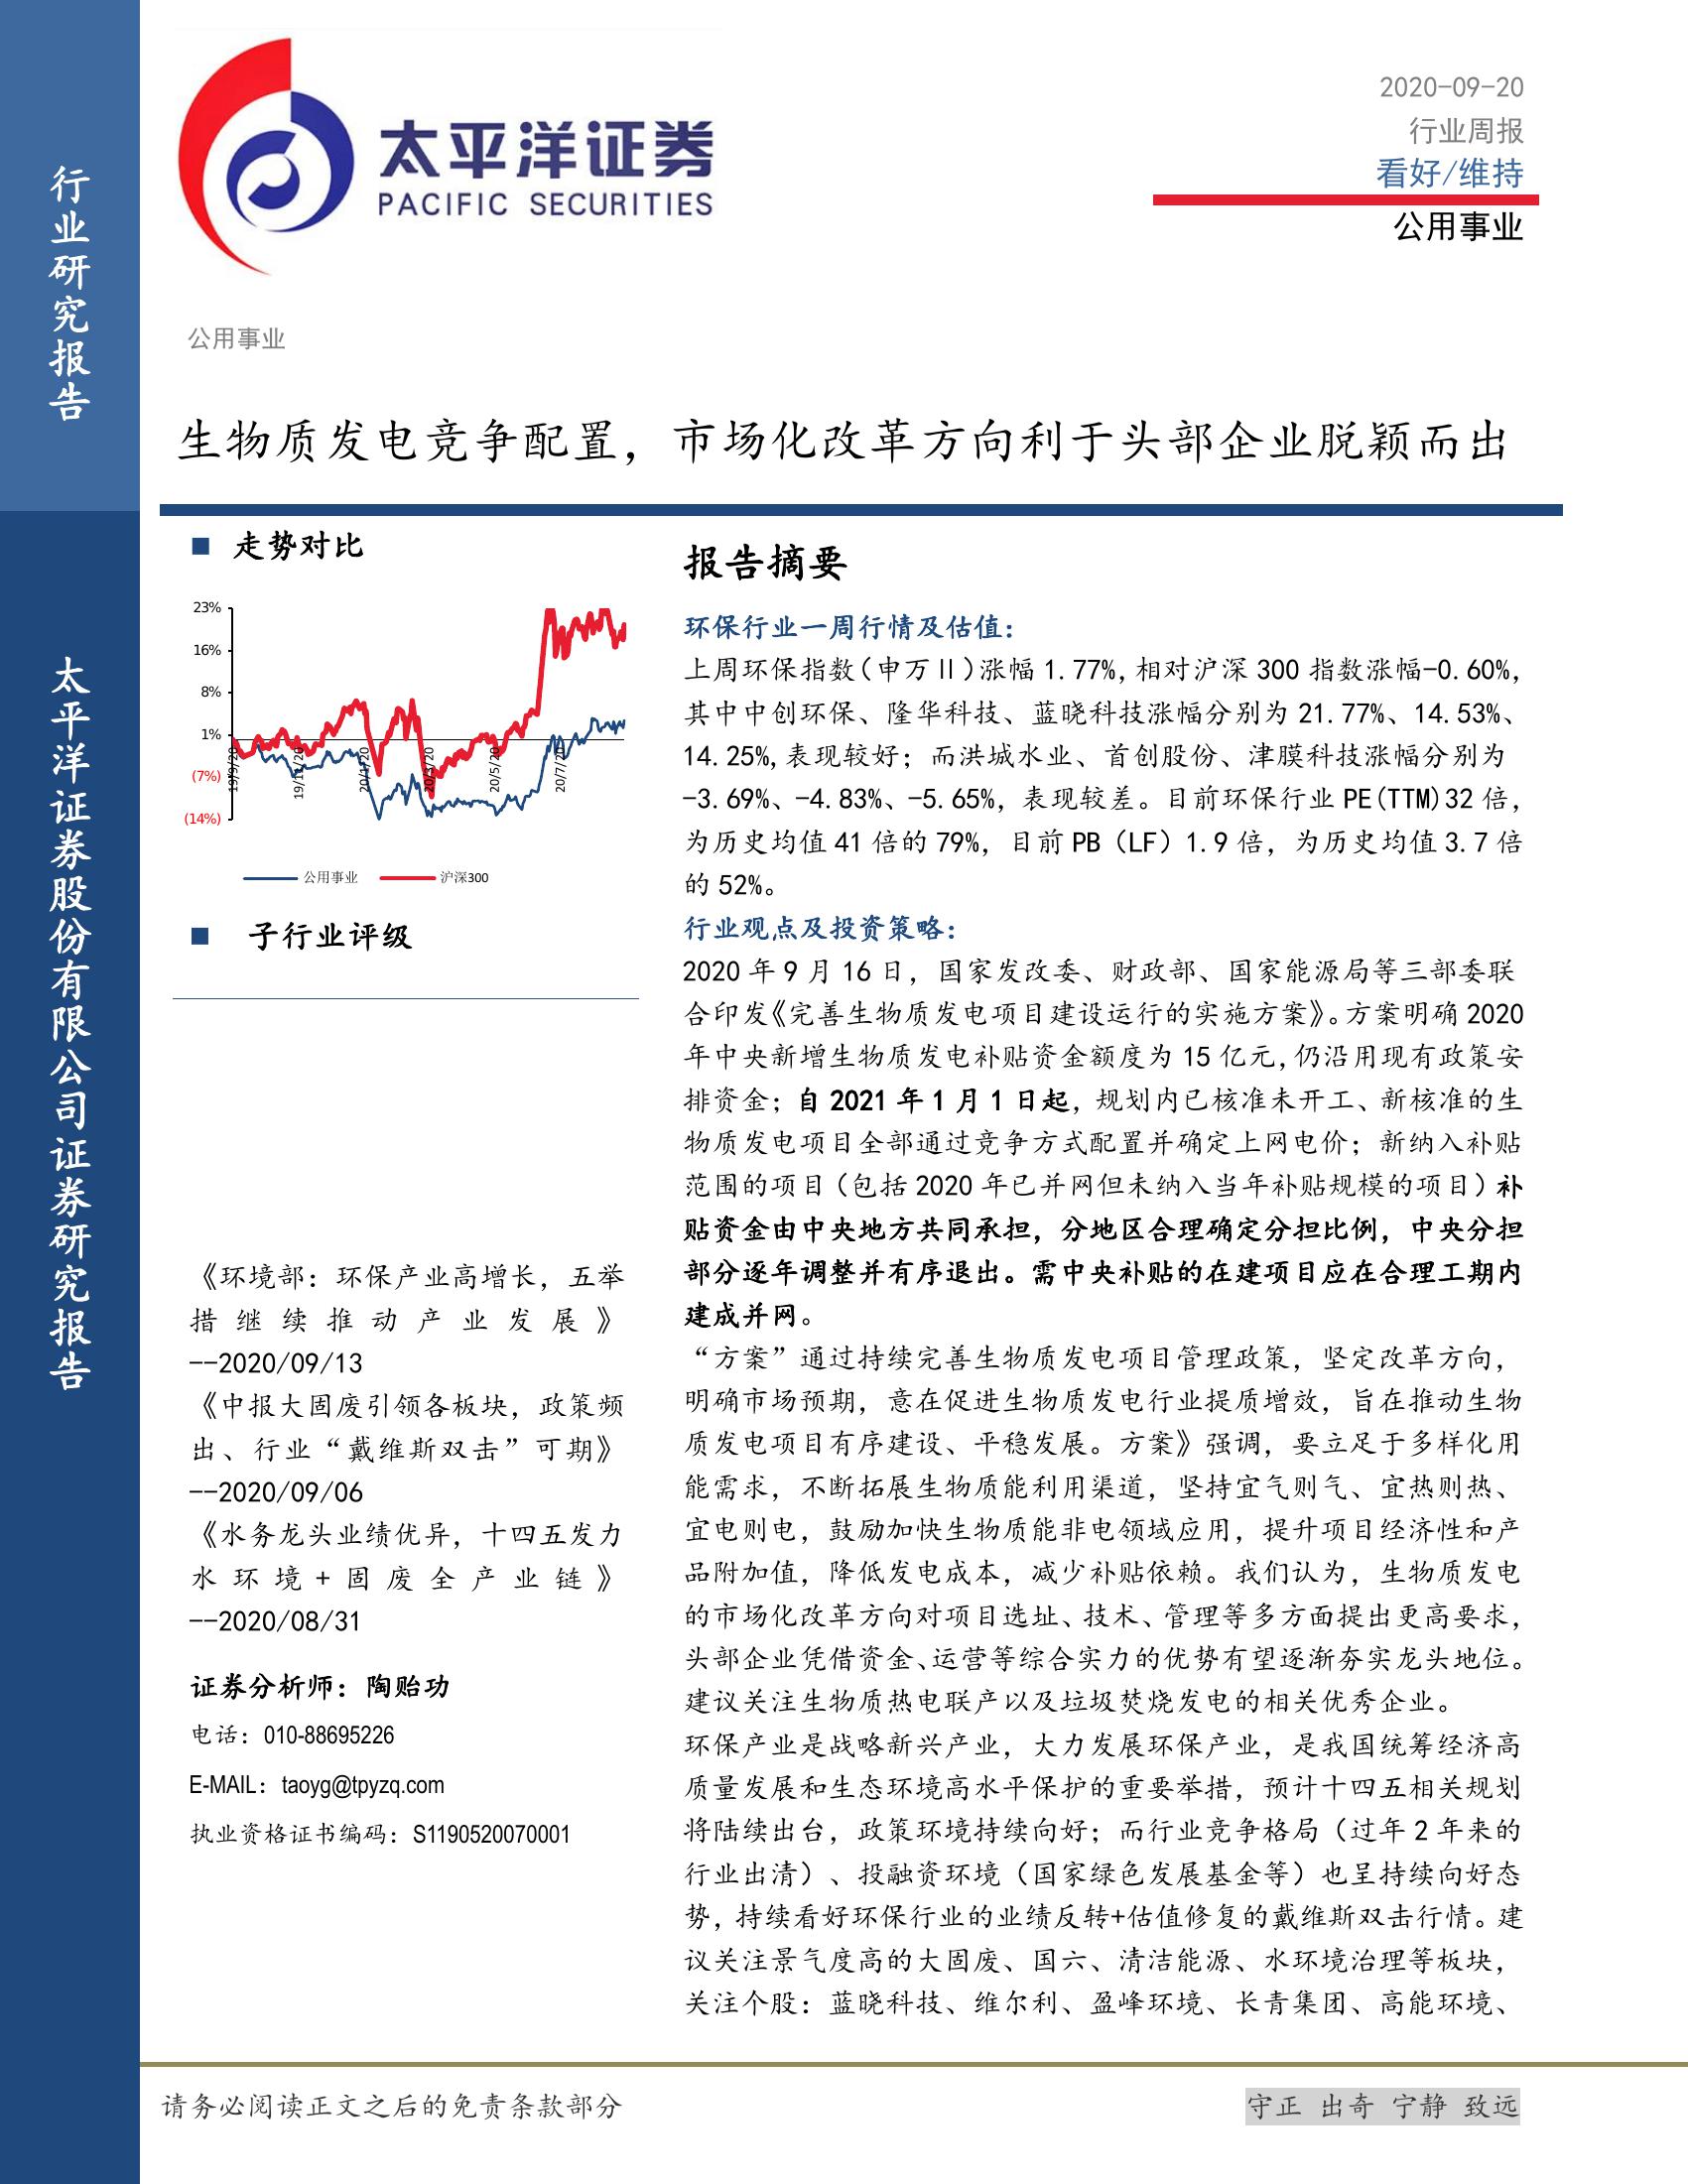 行业研究报告
太平洋证券股份有限公司证券研究报告
太平洋证券
PACIFIC SECURITIES
2020-09-20
行业周报
看好/维持
公用事业
公用事业
生物质发电竞争配置，市场化改革方向利于头部企业脱颖而出
■ 走势对比
23%
16%
8%
1%
(7%)
(14%)
19/9/20
19/11/20
20/1/20
20/3/20
20/5/20
20/7/20
公用事业 沪深300
■ 子行业评级
《环境部：环保产业高增长，五举
措继续推动产业发展》
--2020/09/13
《中报大固废引领各板块，政策频
出、行业“戴维斯双击”可期》
--2020/09/06
《水务龙头业绩优异，十四五发力
水环境+固废全产业链》
--2020/08/31
证券分析师：陶贻功
电话：010-88695226
E-MAIL：taoyg@tpyzq.com
执业资格证书编码：S1190520070001
报告摘要
环保行业一周行情及估值：
上周环保指数（申万Ⅱ）涨幅 1.77%,相对沪深 300 指数涨幅-0.60%,
其中中创环保、隆华科技、蓝晓科技涨幅分别为 21.77%、14.53%、
14.25%,表现较好；而洪城水业、首创股份、津膜科技涨幅分别为
-3.69%、-4.83%、-5.65%，表现较差。目前环保行业 PE(TTM)32 倍，
为历史均值 41 倍的 79%，目前 PB（LF）1.9 倍，为历史均值 3.7 倍
的 52%。
行业观点及投资策略：
2020 年 9 月 16 日，国家发改委、财政部、国家能源局等三部委联
合印发《完善生物质发电项目建设运行的实施方案》。方案明确 2020
年中央新增生物质发电补贴资金额度为 15 亿元,仍沿用现有政策安
排资金；自 2021 年 1 月 1 日起，规划内已核准未开工、新核准的生
物质发电项目全部通过竞争方式配置并确定上网电价；新纳入补贴
范围的项目（包括 2020 年已并网但未纳入当年补贴规模的项目）补
贴资金由中央地方共同承担，分地区合理确定分担比例，中央分担
部分逐年调整并有序退出。需中央补贴的在建项目应在合理工期内
建成并网。
“方案”通过持续完善生物质发电项目管理政策，坚定改革方向，
明确市场预期，意在促进生物质发电行业提质增效，旨在推动生物
质发电项目有序建设、平稳发展。方案》强调，要立足于多样化用
能需求，不断拓展生物质能利用渠道，坚持宜气则气、宜热则热、
宜电则电，鼓励加快生物质能非电领域应用，提升项目经济性和产
品附加值，降低发电成本，减少补贴依赖。我们认为，生物质发电
的市场化改革方向对项目选址、技术、管理等多方面提出更高要求，
头部企业凭借资金、运营等综合实力的优势有望逐渐夯实龙头地位。
建议关注生物质热电联产以及垃圾焚烧发电的相关优秀企业。
环保产业是战略新兴产业，大力发展环保产业，是我国统筹经济高
质量发展和生态环境高水平保护的重要举措，预计十四五相关规划
将陆续出台，政策环境持续向好；而行业竞争格局（过年 2 年来的
行业出清）、投融资环境（国家绿色发展基金等）也呈持续向好态
势，持续看好环保行业的业绩反转+估值修复的戴维斯双击行情。建
议关注景气度高的大固废、国六、清洁能源、水环境治理等板块，
关注个股：蓝晓科技、维尔利、盈峰环境、长青集团、高能环境、
请务必阅读正文之后的免责条款部分
守正 出奇 宁静 致远